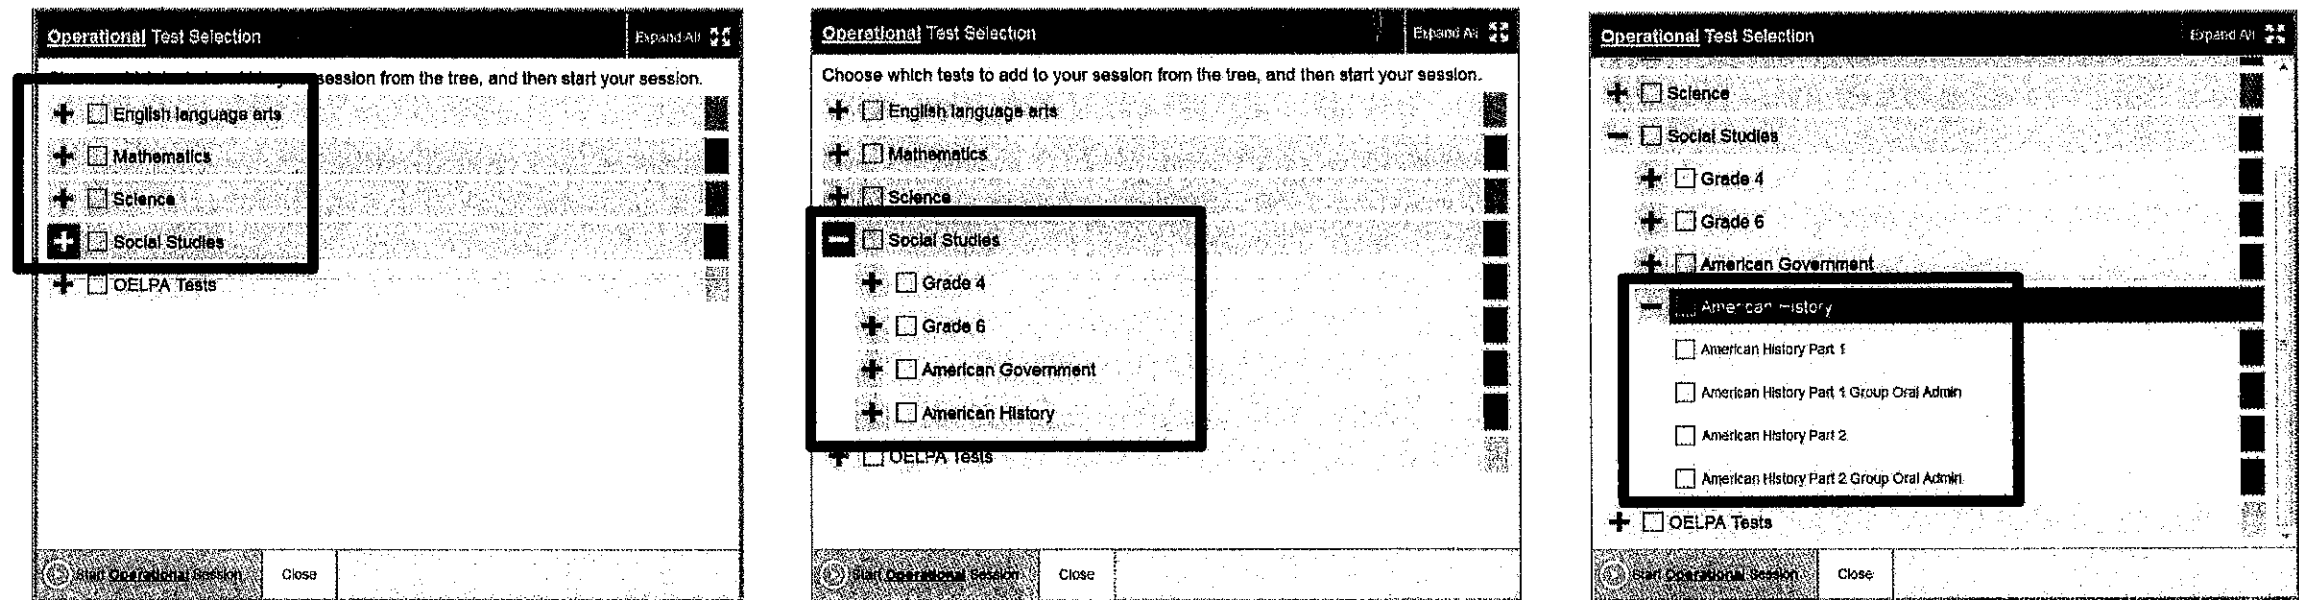 Operational Test Selection
Expand All
session from the tree, and then start your session.
English language arts
Mathematics
Science
Social Studies
OELPA Tests
Start Operational Session
Close
Operational Test Selection
Expand All
Choose which tests to add to your session from the tree, and then start your session.
English language arts
Mathematics
Science
Social Studies
Grade 4
Grade 6
American Government
American History
OELPA Tests
Start Operational Session
Close
Operational Test Selection
Expand All
Science
Social Studies
Grade 4
Grade 6
American Government
American History
American History Part 1
American History Part 1 Group Oral Admin
American History Part 2
American History Part 2 Group Oral Admin
OELPA Tests
Start Operational Session
Close